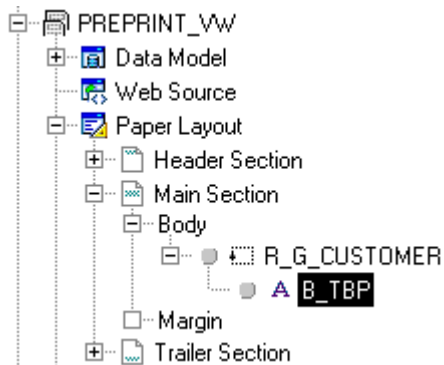 PREPRINT_VW
Data Model
Web Source
Paper Layout
Header Section
Main Section
Body
R_G_CUSTOMER
A B_TBP
Margin
Trailer Section